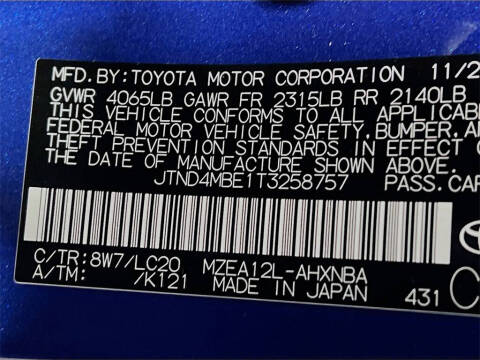 MFD. BY: TOYOTA MOTOR CORPORATION 11/2
GVWR 4065LB GAWR FR 2315LB RR 2140LB
THIS VEHICLE CONFORMS TO ALL APPLICABLE
FEDERAL MOTOR VEHICLE SAFETY, BUMPER, AND
THEFT PREVENTION STANDARDS IN EFFECT O
THE DATE OF MANUFACTURE SHOWN ABOVE.
JTND4MBE1T3258757 PASS.CAR
C/TR:8W7/LC20 MZEA12L-AHXNBA
A/TM: /K121 MADE IN JAPAN 431 C